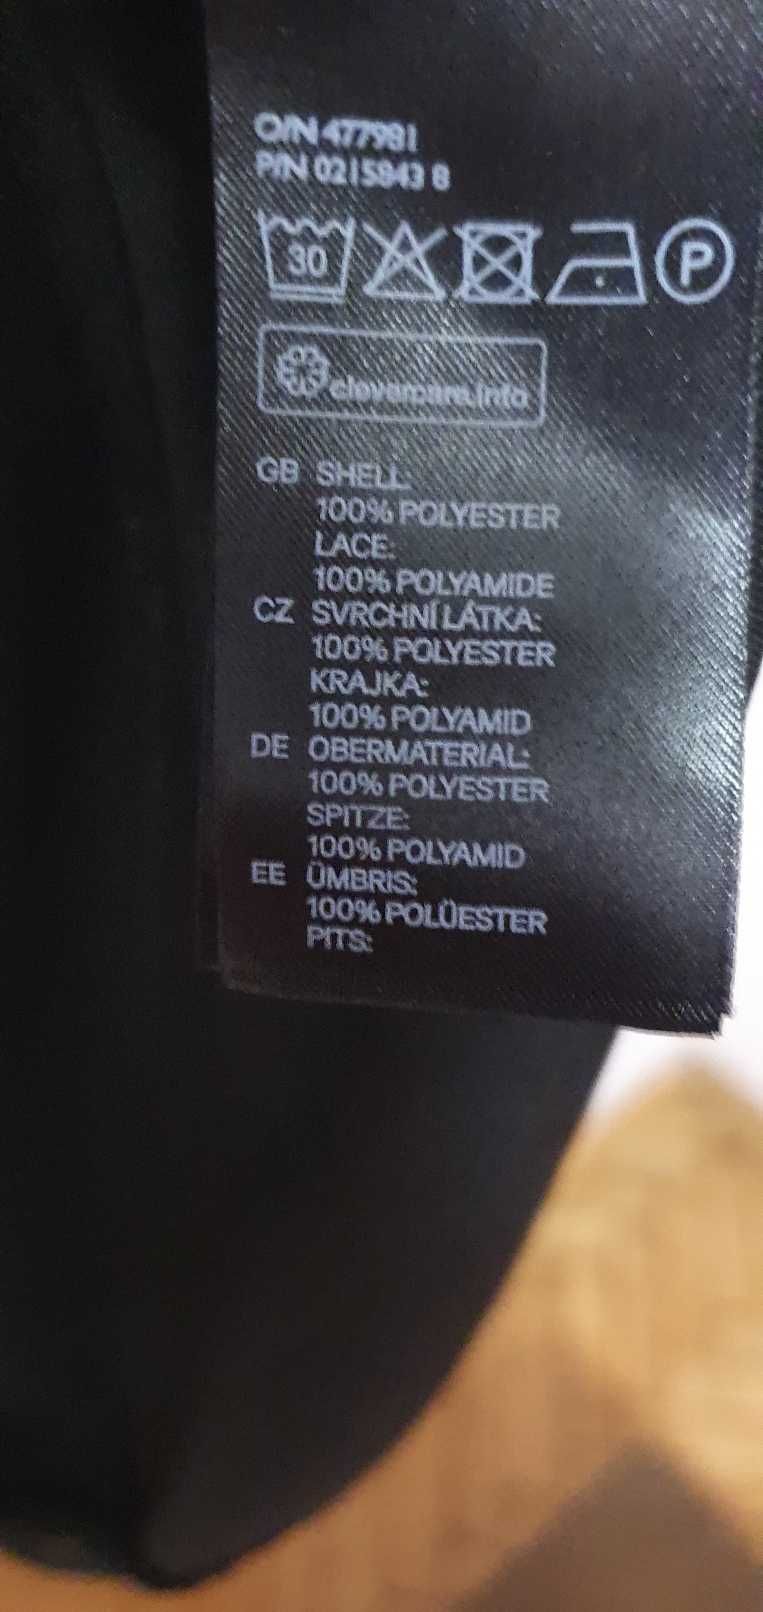 O/N 477981
P/N 0215843 8
30
P
clevercare.info
GB SHELL:
100% POLYESTER
LACE:
100% POLYAMIDE
CZ SVRCHNÍ LÁTKA:
100% POLYESTER
KRAJKA:
100% POLYAMID
DE OBERMATERIAL:
100% POLYESTER
SPITZE:
100% POLYAMID
EE ÜMBRIS:
100% POLÜESTER
PITS: